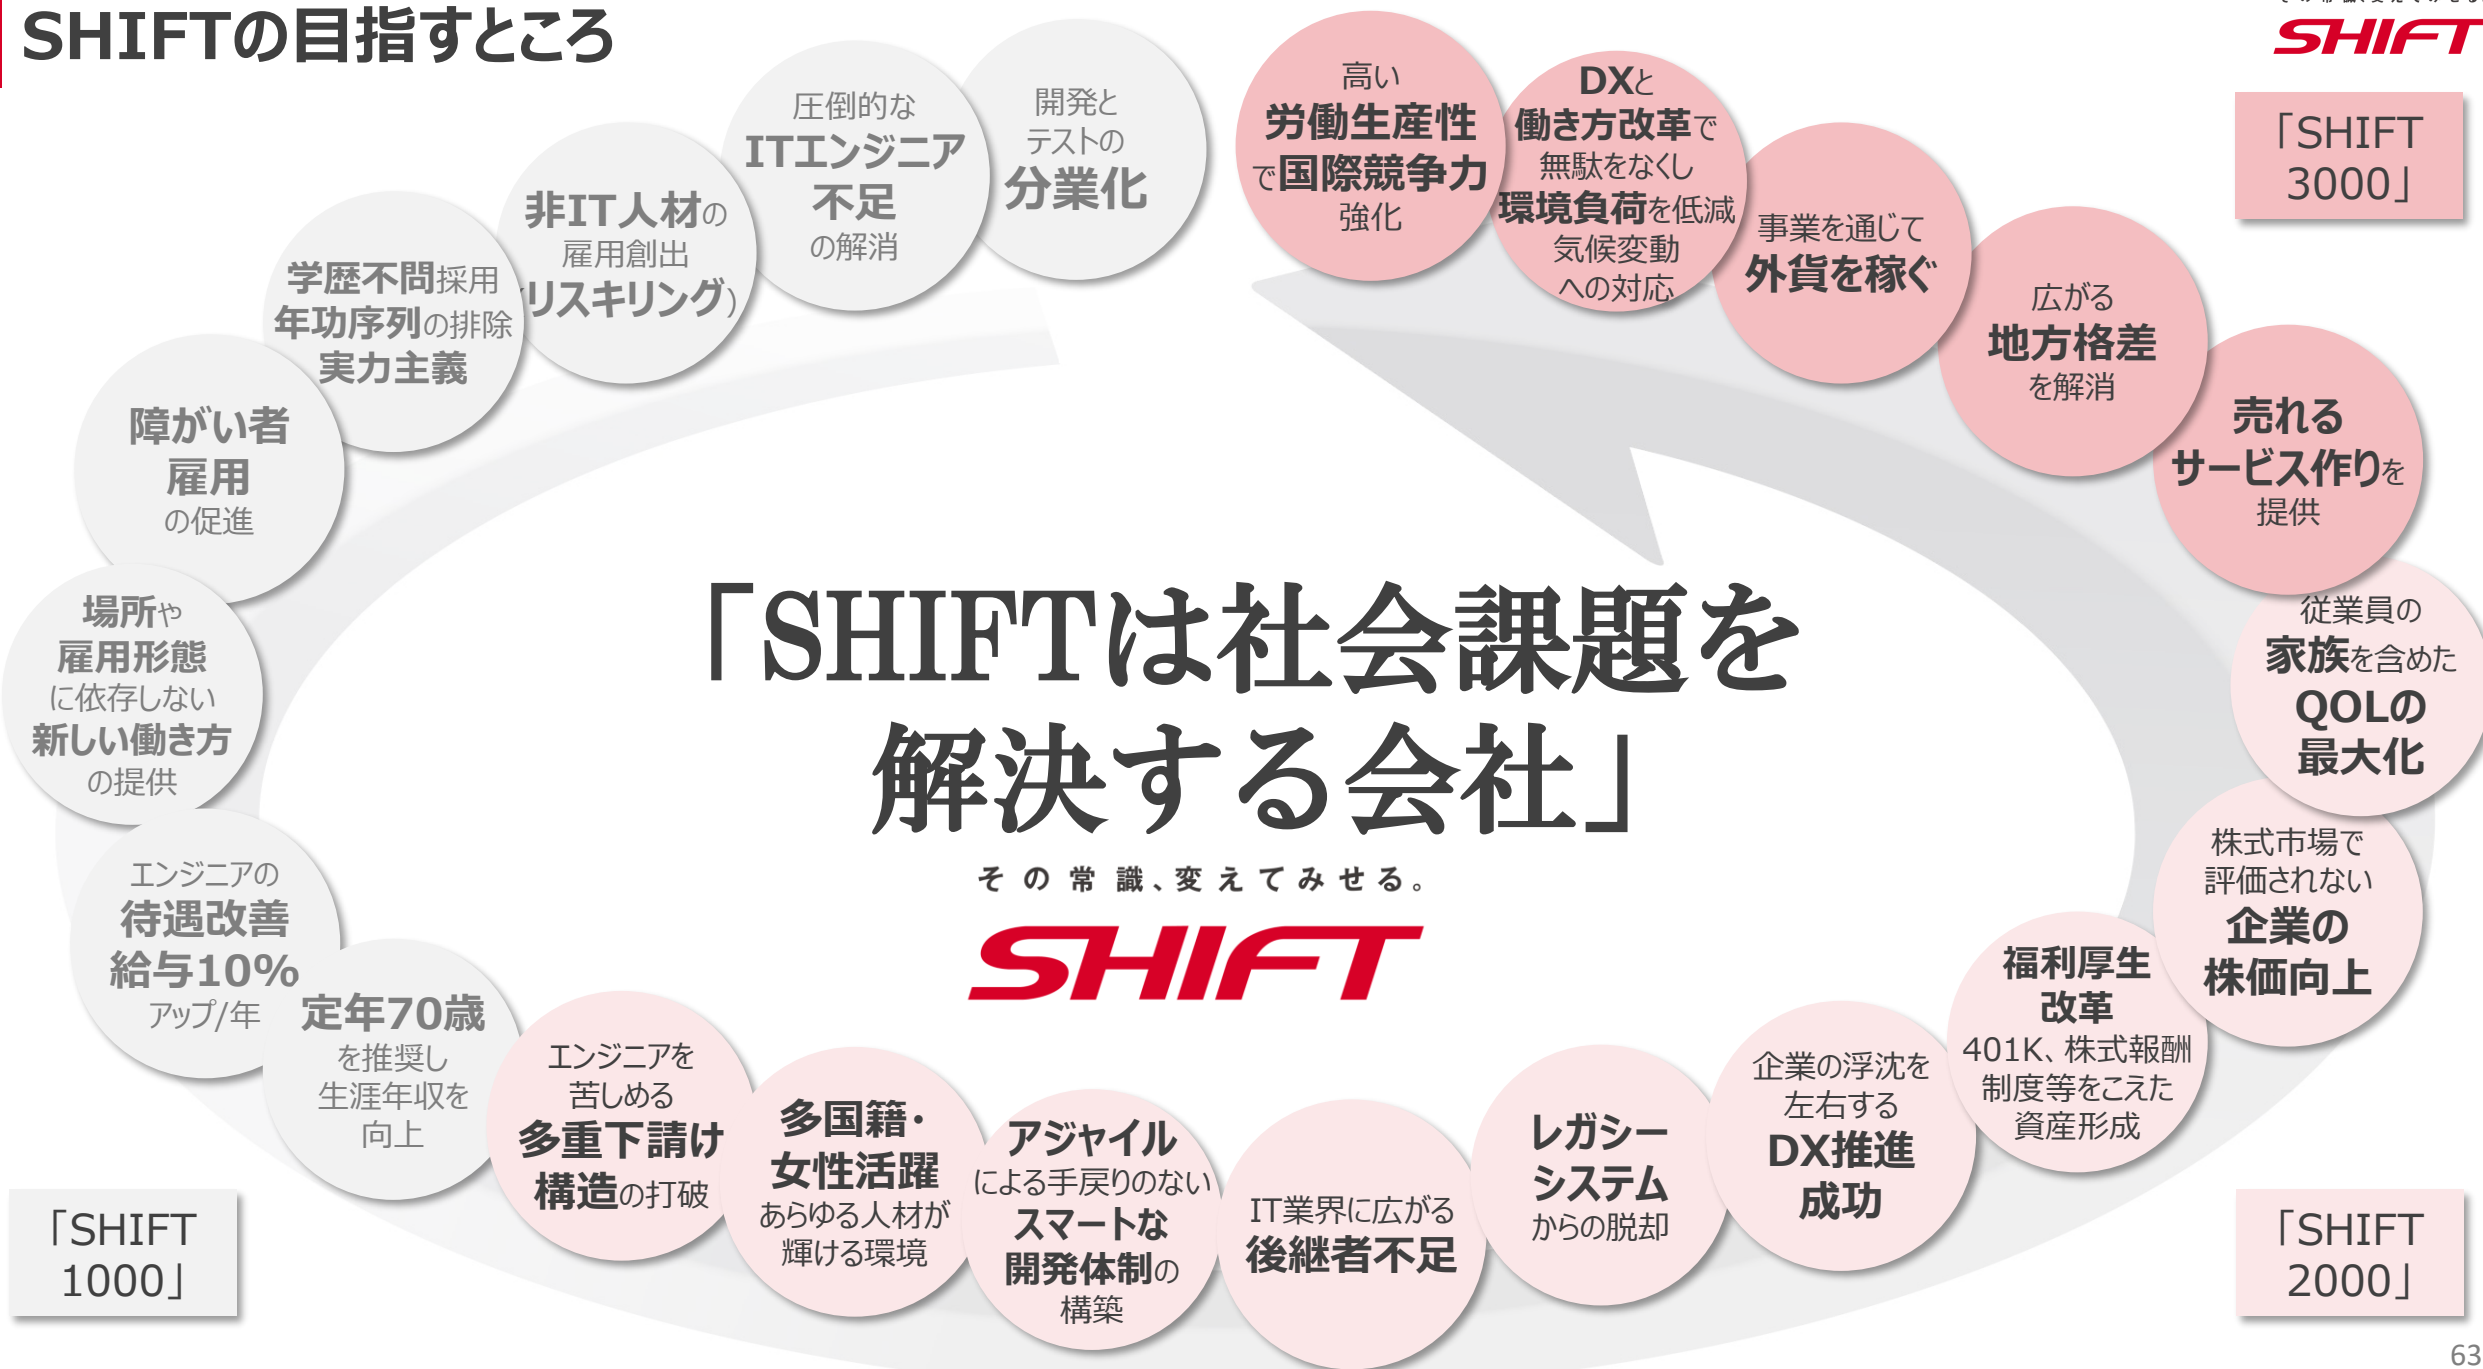 SHIFTの目指すところ
その常識、変えてみせる。
SHIFT
開発と
テストの
分業化
圧倒的な
ITエンジニア
不足
の解消
非IT人材の
雇用創出
(リスキリング)
学歴不問採用
年功序列の排除
実力主義
障がい者
雇用
の促進
場所や
雇用形態
に依存しない
新しい働き方
の提供
エンジニアの
待遇改善
給与10%
アップ/年
定年70歳
を推奨し
生涯年収を
向上
「SHIFT
1000」
エンジニアを
苦しめる
多重下請け
構造の打破
多国籍・
女性活躍
あらゆる人材が
輝ける環境
アジャイル
による手戻りのない
スマートな
開発体制の
構築
IT業界に広がる
後継者不足
レガシー
システム
からの脱却
企業の浮沈を
左右する
DX推進
成功
福利厚生
改革
401K、株式報酬
制度等をこえた
資産形成
株式市場で
評価されない
企業の
株価向上
従業員の
家族を含めた
QOLの
最大化
「SHIFT
2000」
売れる
サービス作りを
提供
広がる
地方格差
を解消
事業を通じて
外貨を稼ぐ
DXと
働き方改革で
無駄をなくし
環境負荷を低減
気候変動
への対応
高い
労働生産性
で国際競争力
強化
「SHIFT
3000」
「SHIFTは社会課題を
解決する会社」
その常識、変えてみせる。
SHIFT
63